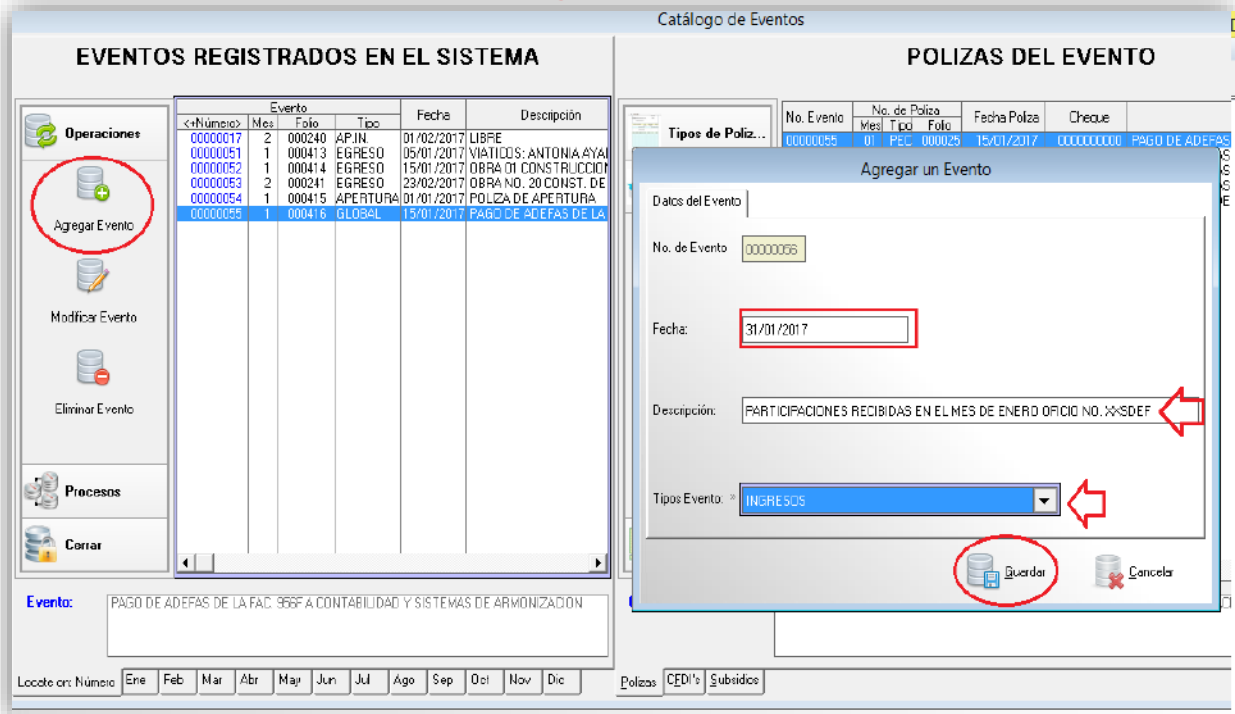 Catálogo de Eventos
EVENTOS REGISTRADOS EN EL SISTEMA
Operaciones
Agregar Evento
Modificar Evento
Eliminar Evento
Procesos
Cerrar
Evento Fecha Descripción
<+Número> Mes Folio Tipo
00000017 2 000240 AP.IN. 01/02/2017 LIBRE
00000051 1 000413 EGRESO 05/01/2017 VIATICOS: ANTONIA AYAI
00000052 1 000414 EGRESO 15/01/2017 OBRA 01 CONSTRUCCION
00000053 2 000241 EGRESO 23/02/2017 OBRA NO. 20 CONST. DE
00000054 1 000415 APERTURA 01/01/2017 POLIZA DE APERTURA
00000055 1 000416 GLOBAL 15/01/2017 PAGO DE ADEFAS DE LA
Evento: PAGO DE ADEFAS DE LA FAC. 966F A CONTABILIDAD Y SISTEMAS DE ARMONIZACION
Locate on: Número Ene Feb Mar Abr May Jun Jul Ago Sep Oct Nov Dic
POLIZAS DEL EVENTO
Tipos de Poliz...
No. Evento No. de Poliza Fecha Poliza Cheque
Mes Tipo Folio
00000055 01 PEC 000025 15/01/2017 0000000000 PAGO DE ADEFAS
Agregar un Evento
Datos del Evento
No. de Evento 00000056
Fecha: 31/01/2017
Descripción: PARTICIPACIONES RECIBIDAS EN EL MES DE ENERO OFICIO NO. XXSDEF
Tipos Evento: » INGRESOS
Guardar Cancelar
Polizas CFDI's Subsidios